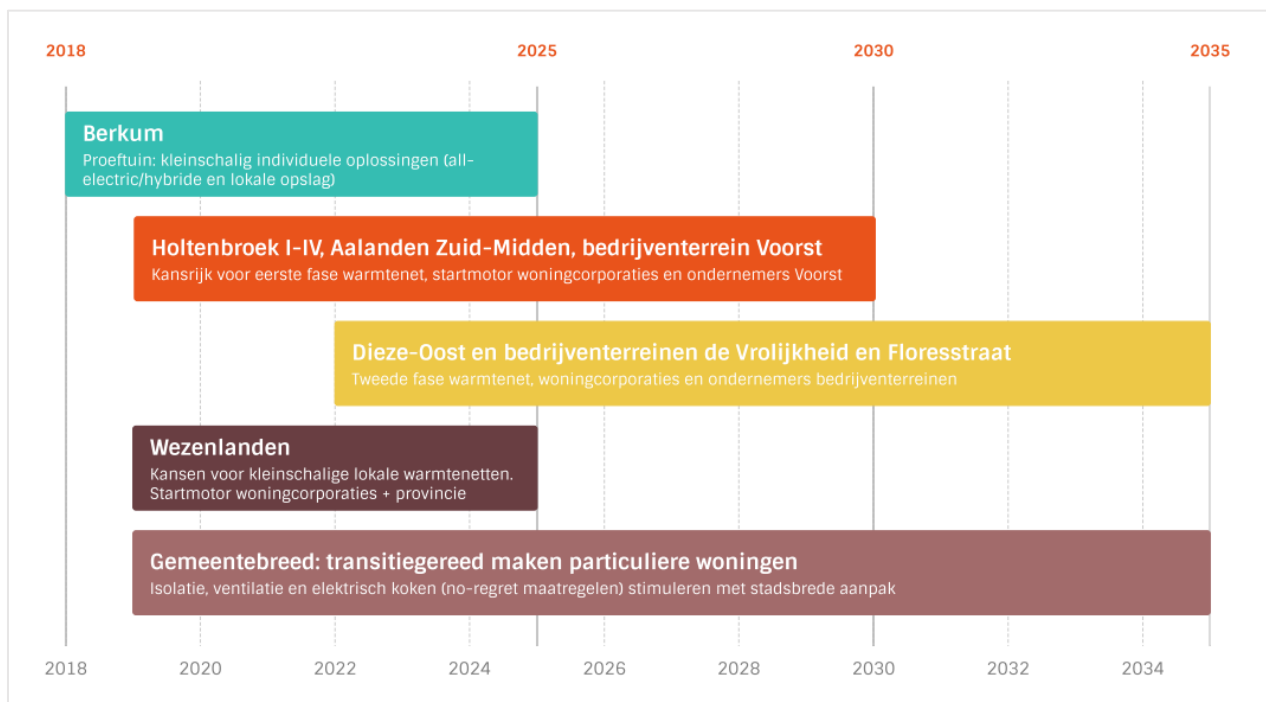 2018 2025 2030 2035
Berkum
Proeftuin: kleinschalig individuele oplossingen (all-
electric/hybride en lokale opslag)
Holtenbroek I-IV, Aalanden Zuid-Midden, bedrijventerrein Voorst
Kansrijk voor eerste fase warmtenet, startmotor woningcorporaties en ondernemers Voorst
Dieze-Oost en bedrijventerreinen de Vrolijkheid en Floresstraat
Tweede fase warmtenet, woningcorporaties en ondernemers bedrijventerreinen
Wezenlanden
Kansen voor kleinschalige lokale warmtenetten.
Startmotor woningcorporaties + provincie
Gemeentebreed: transitiegereed maken particuliere woningen
Isolatie, ventilatie en elektrisch koken (no-regret maatregelen) stimuleren met stadsbrede aanpak
2018 2020 2022 2024 2026 2028 2030 2032 2034